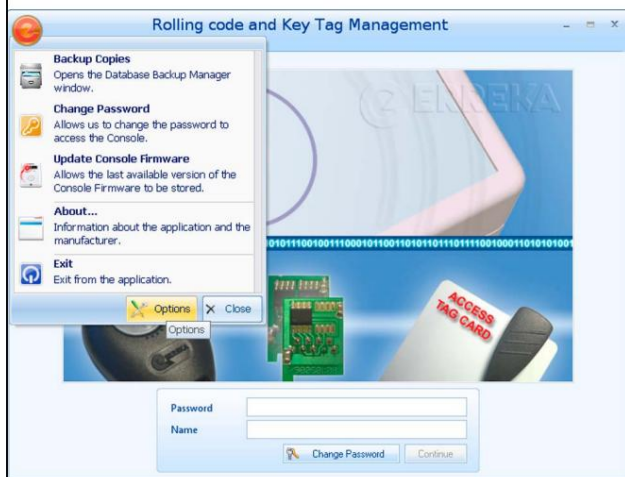 Rolling code and Key Tag Management
Backup Copies
Opens the Database Backup Manager
window.
Change Password
Allows us to change the password to
access the Console.
Update Console Firmware
Allows the last available version of the
Console Firmware to be stored.
About...
Information about the application and the
manufacturer.
Exit
Exit from the application.
Options
Close
Options
ERREKA
ACCESS
TAG CARD
Password
Name
Change Password
Continue